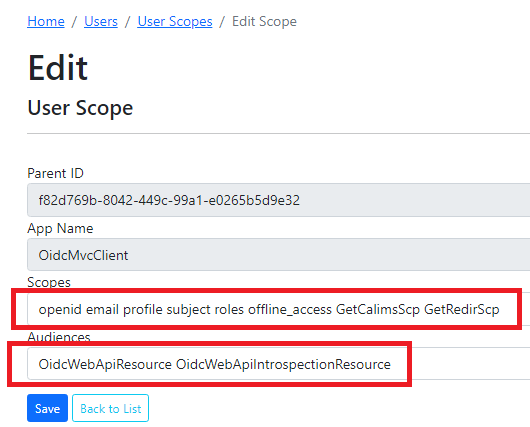 Home / Users / User Scopes / Edit Scope
Edit
User Scope
Parent ID
f82d769b-8042-449c-99a1-e0265b5d9e32
App Name
OidcMvcClient
Scopes
openid email profile subject roles offline_access GetCalimsScp GetRedirScp
Audiences
OidcWebApiResource OidcWebApiIntrospectionResource
Save Back to List